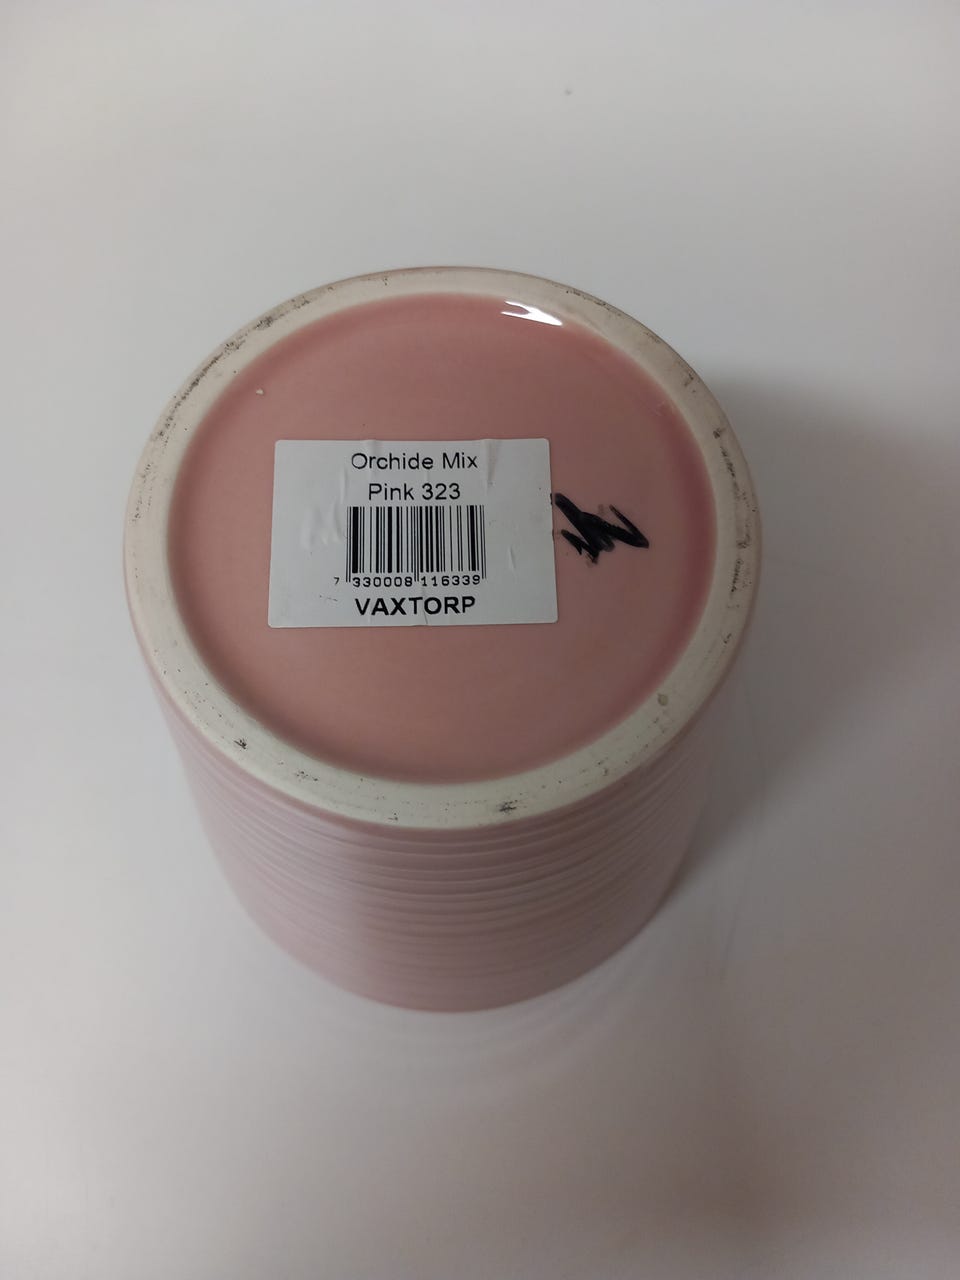 Orchide Mix
Pink 323
7 330008 116339
VAXTORP